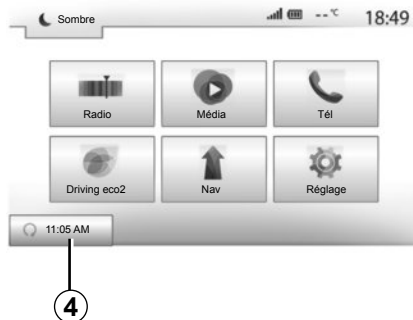 Sombre
--°C 18:49
Radio Média Tél
Driving eco2 Nav Réglage
11:05 AM
4